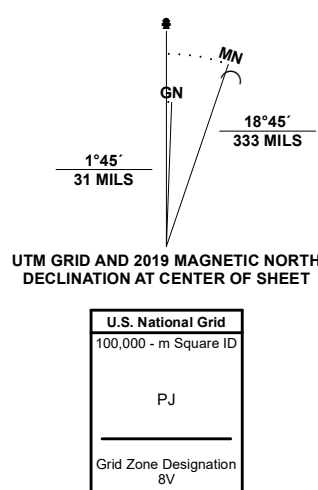 MN
GN
18°45´
333 MILS
1°45´
31 MILS
UTM GRID AND 2019 MAGNETIC NORTH
DECLINATION AT CENTER OF SHEET
U.S. National Grid
100,000 - m Square ID
PJ
Grid Zone Designation
8V